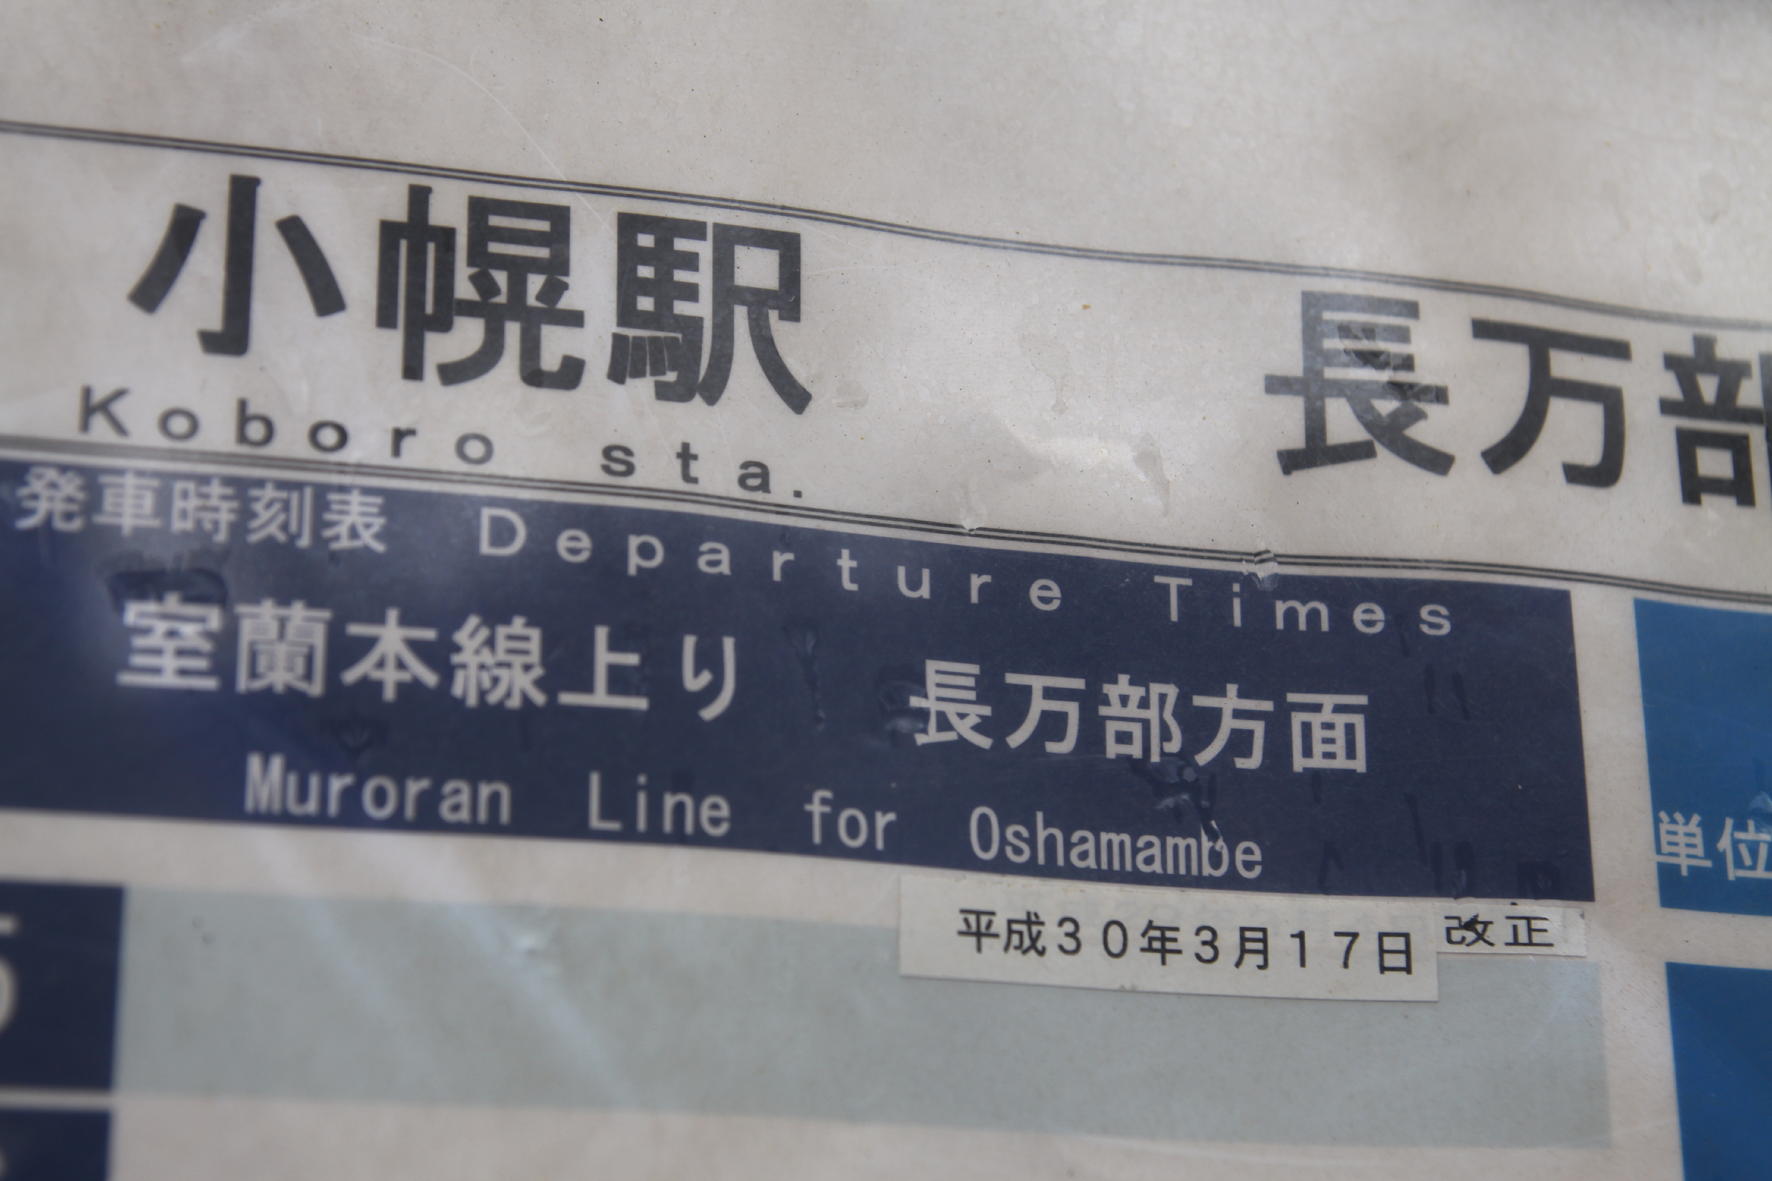 小幌駅 長万部
Koboro sta.
発車時刻表 Departure Times
室蘭本線上り 長万部方面
Muroran Line for Oshamambe
単位
平成30年3月17日 改正
5